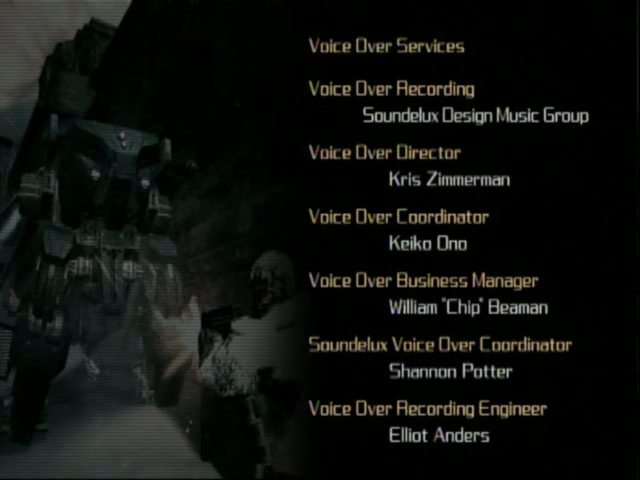 Voice Over Services
Voice Over Recording
Soundelux Design Music Group
Voice Over Director
Kris Zimmerman
Voice Over Coordinator
Keiko Ono
Voice Over Business Manager
William "Chip" Beaman
Soundelux Voice Over Coordinator
Shannon Potter
Voice Over Recording Engineer
Elliot Anders